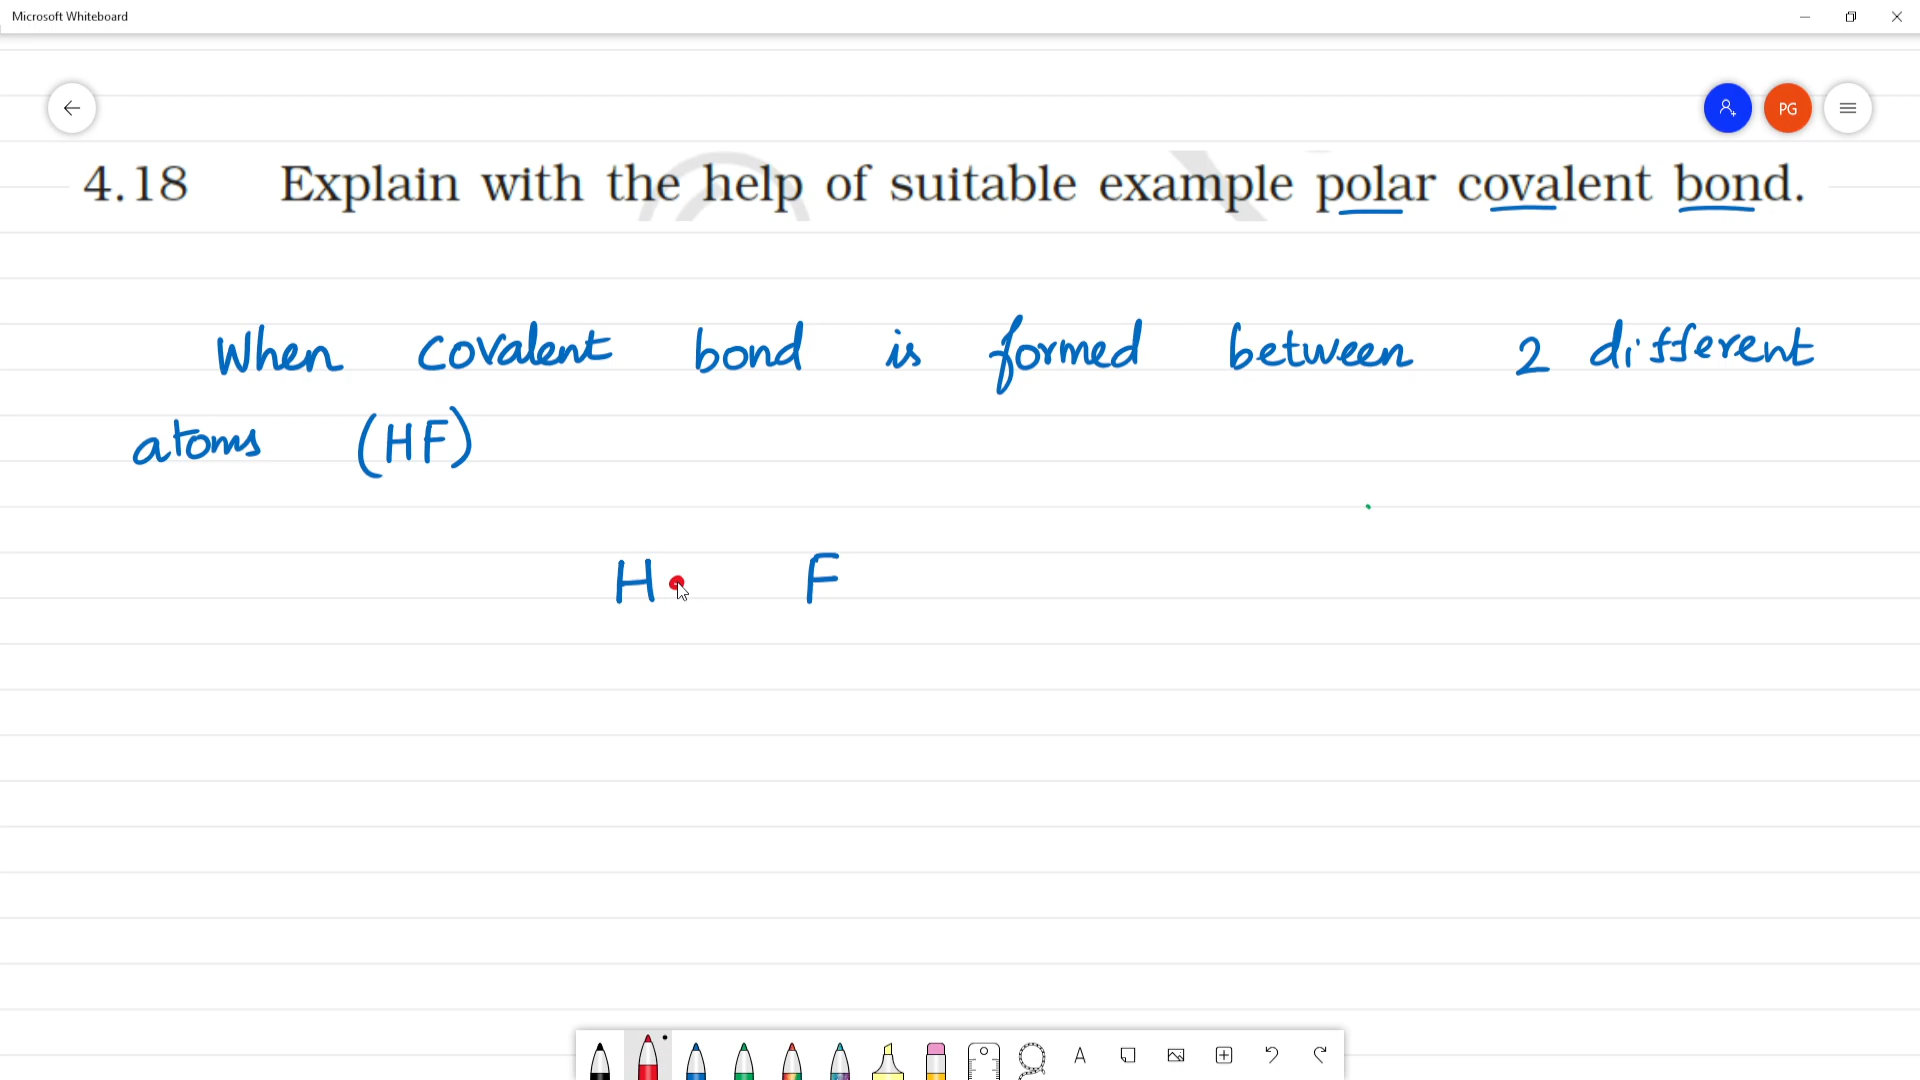 Microsoft Whiteboard
PG
4.18 Explain with the help of suitable example polar covalent bond.
When covalent bond is formed between 2 different
atoms (HF)
H F
A